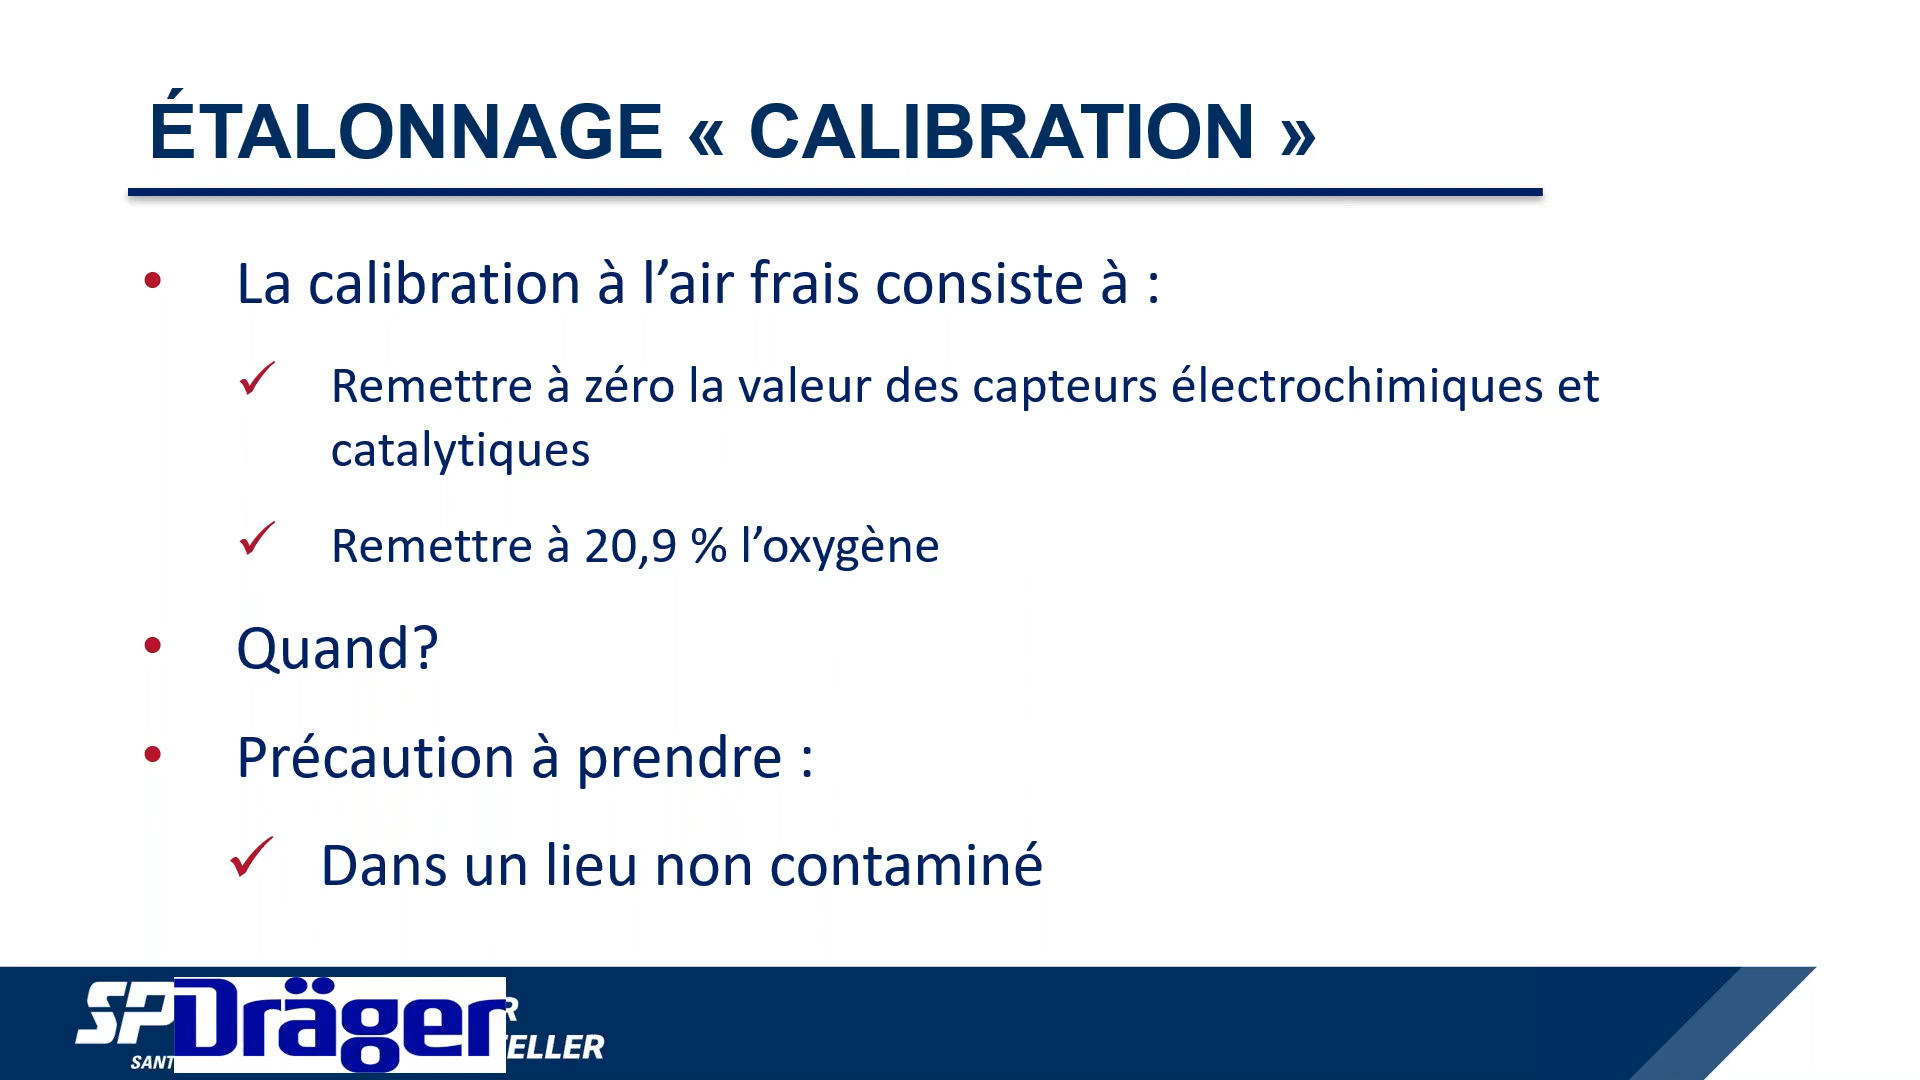 ÉTALONNAGE « CALIBRATION »
• La calibration à l’air frais consiste à :
✓ Remettre à zéro la valeur des capteurs électrochimiques et
catalytiques
✓ Remettre à 20,9 % l’oxygène
• Quand?
• Précaution à prendre :
✓ Dans un lieu non contaminé
SP
Dräger